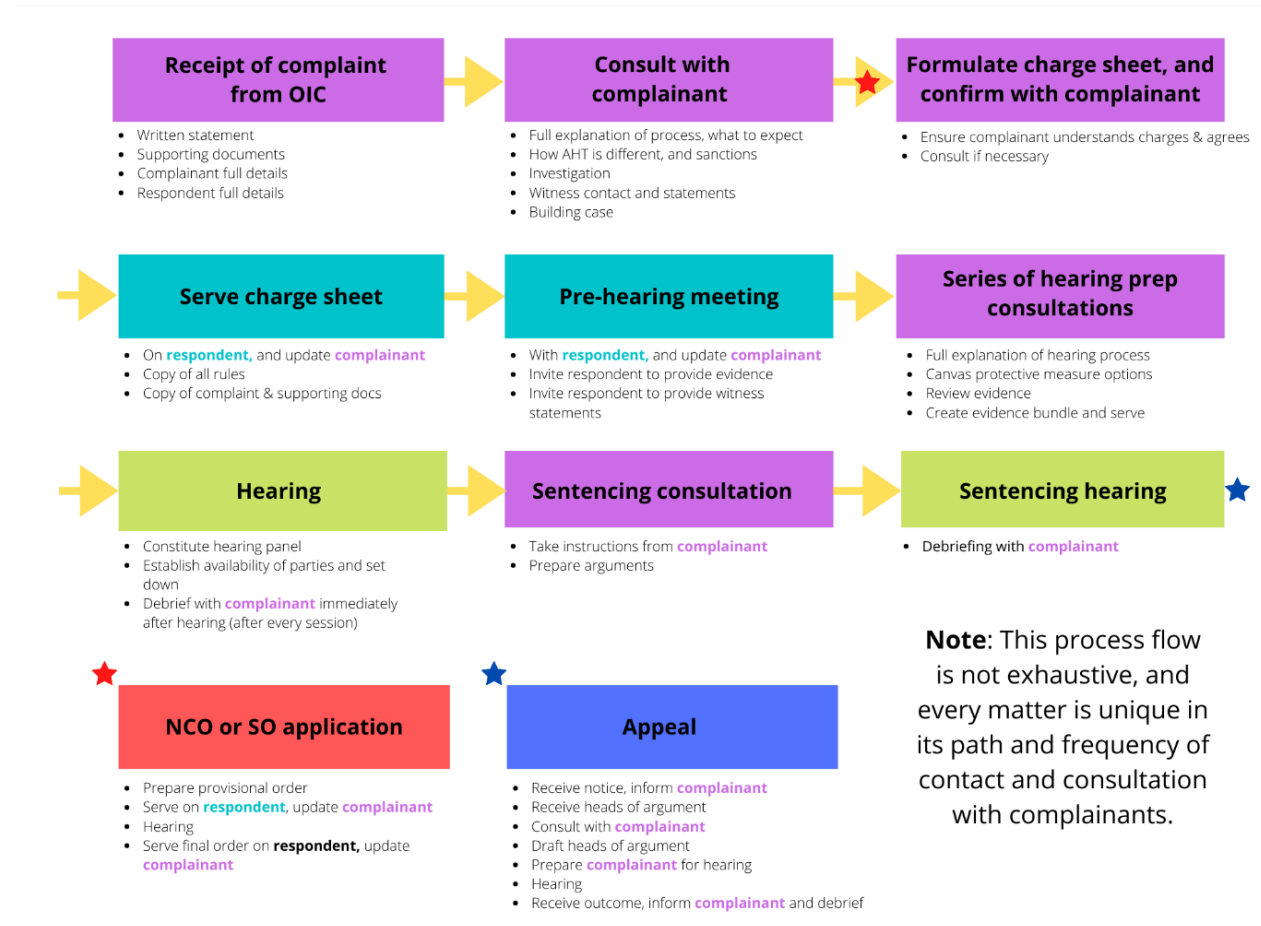 Receipt of complaint
from OIC
• Written statement
• Supporting documents
• Complainant full details
• Respondent full details
Consult with
complainant
• Full explanation of process, what to expect
• How AHT is different, and sanctions
• Investigation
• Witness contact and statements
• Building case
Formulate charge sheet, and
confirm with complainant
• Ensure complainant understands charges & agrees
• Consult if necessary
Serve charge sheet
• On respondent, and update complainant
• Copy of all rules
• Copy of complaint & supporting docs
Pre-hearing meeting
• With respondent, and update complainant
• Invite respondent to provide evidence
• Invite respondent to provide witness
statements
Series of hearing prep
consultations
• Full explanation of hearing process
• Canvas protective measure options
• Review evidence
• Create evidence bundle and serve
Hearing
• Constitute hearing panel
• Establish availability of parties and set
down
• Debrief with complainant immediately
after hearing (after every session)
Sentencing consultation
• Take instructions from complainant
• Prepare arguments
Sentencing hearing
• Debriefing with complainant
NCO or SO application
• Prepare provisional order
• Serve on respondent, update complainant
• Hearing
• Serve final order on respondent, update
complainant
Appeal
• Receive notice, inform complainant
• Receive heads of argument
• Consult with complainant
• Draft heads of argument
• Prepare complainant for hearing
• Hearing
• Receive outcome, inform complainant and debrief
Note: This process flow
is not exhaustive, and
every matter is unique in
its path and frequency of
contact and consultation
with complainants.